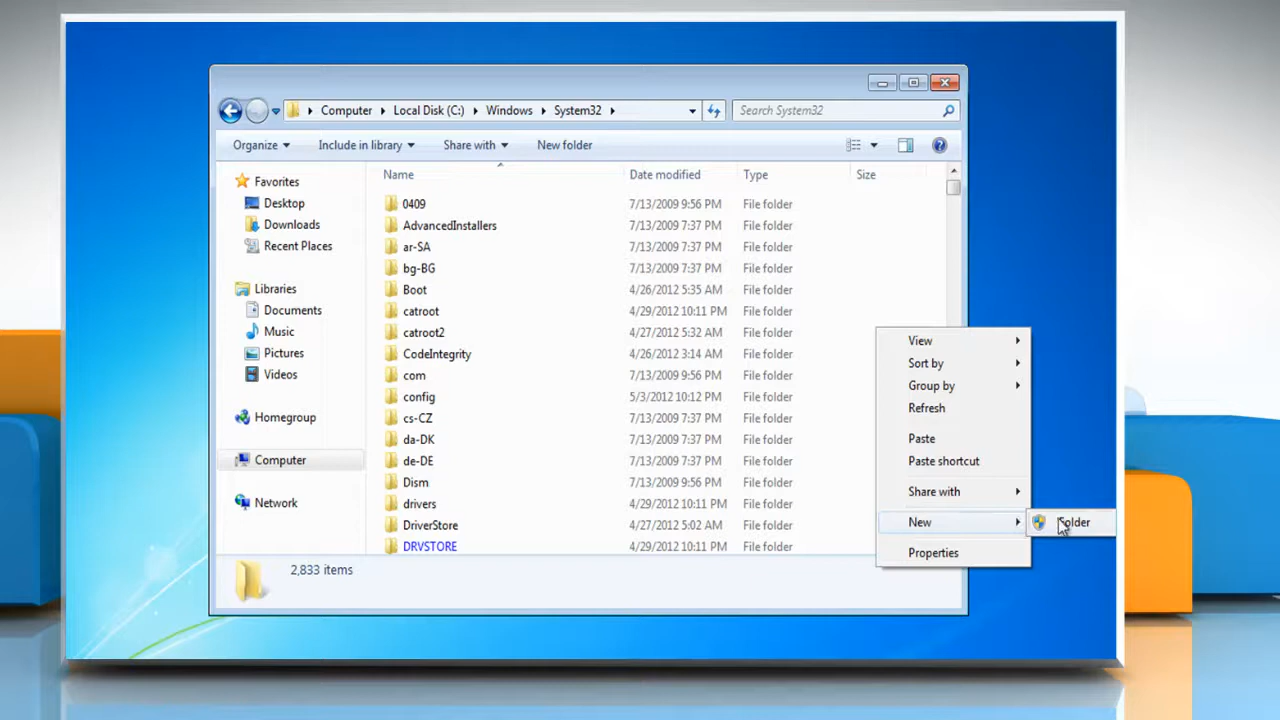 Computer Local Disk (C:) Windows System32 Search System32
Organize Include in library Share with New folder
Name Date modified Type Size
Favorites
Desktop
Downloads
Recent Places
Libraries
Documents
Music
Pictures
Videos
Homegroup
Computer
Network
0409 7/13/2009 9:56 PM File folder
AdvancedInstallers 7/13/2009 7:37 PM File folder
ar-SA 7/13/2009 7:37 PM File folder
bg-BG 7/13/2009 7:37 PM File folder
Boot 4/26/2012 5:35 AM File folder
catroot 4/29/2012 10:11 PM File folder
catroot2 4/27/2012 5:32 AM File folder
CodeIntegrity 4/26/2012 3:14 AM File folder
com 7/13/2009 9:56 PM File folder
config 5/3/2012 10:12 PM File folder
cs-CZ 7/13/2009 7:37 PM File folder
da-DK 7/13/2009 7:37 PM File folder
de-DE 7/13/2009 7:37 PM File folder
Dism 7/13/2009 9:56 PM File folder
drivers 4/29/2012 10:11 PM File folder
DriverStore 4/27/2012 5:02 AM File folder
DRVSTORE 4/29/2012 10:11 PM File folder
2,833 items
View
Sort by
Group by
Refresh
Paste
Paste shortcut
Share with
New
Folder
Properties